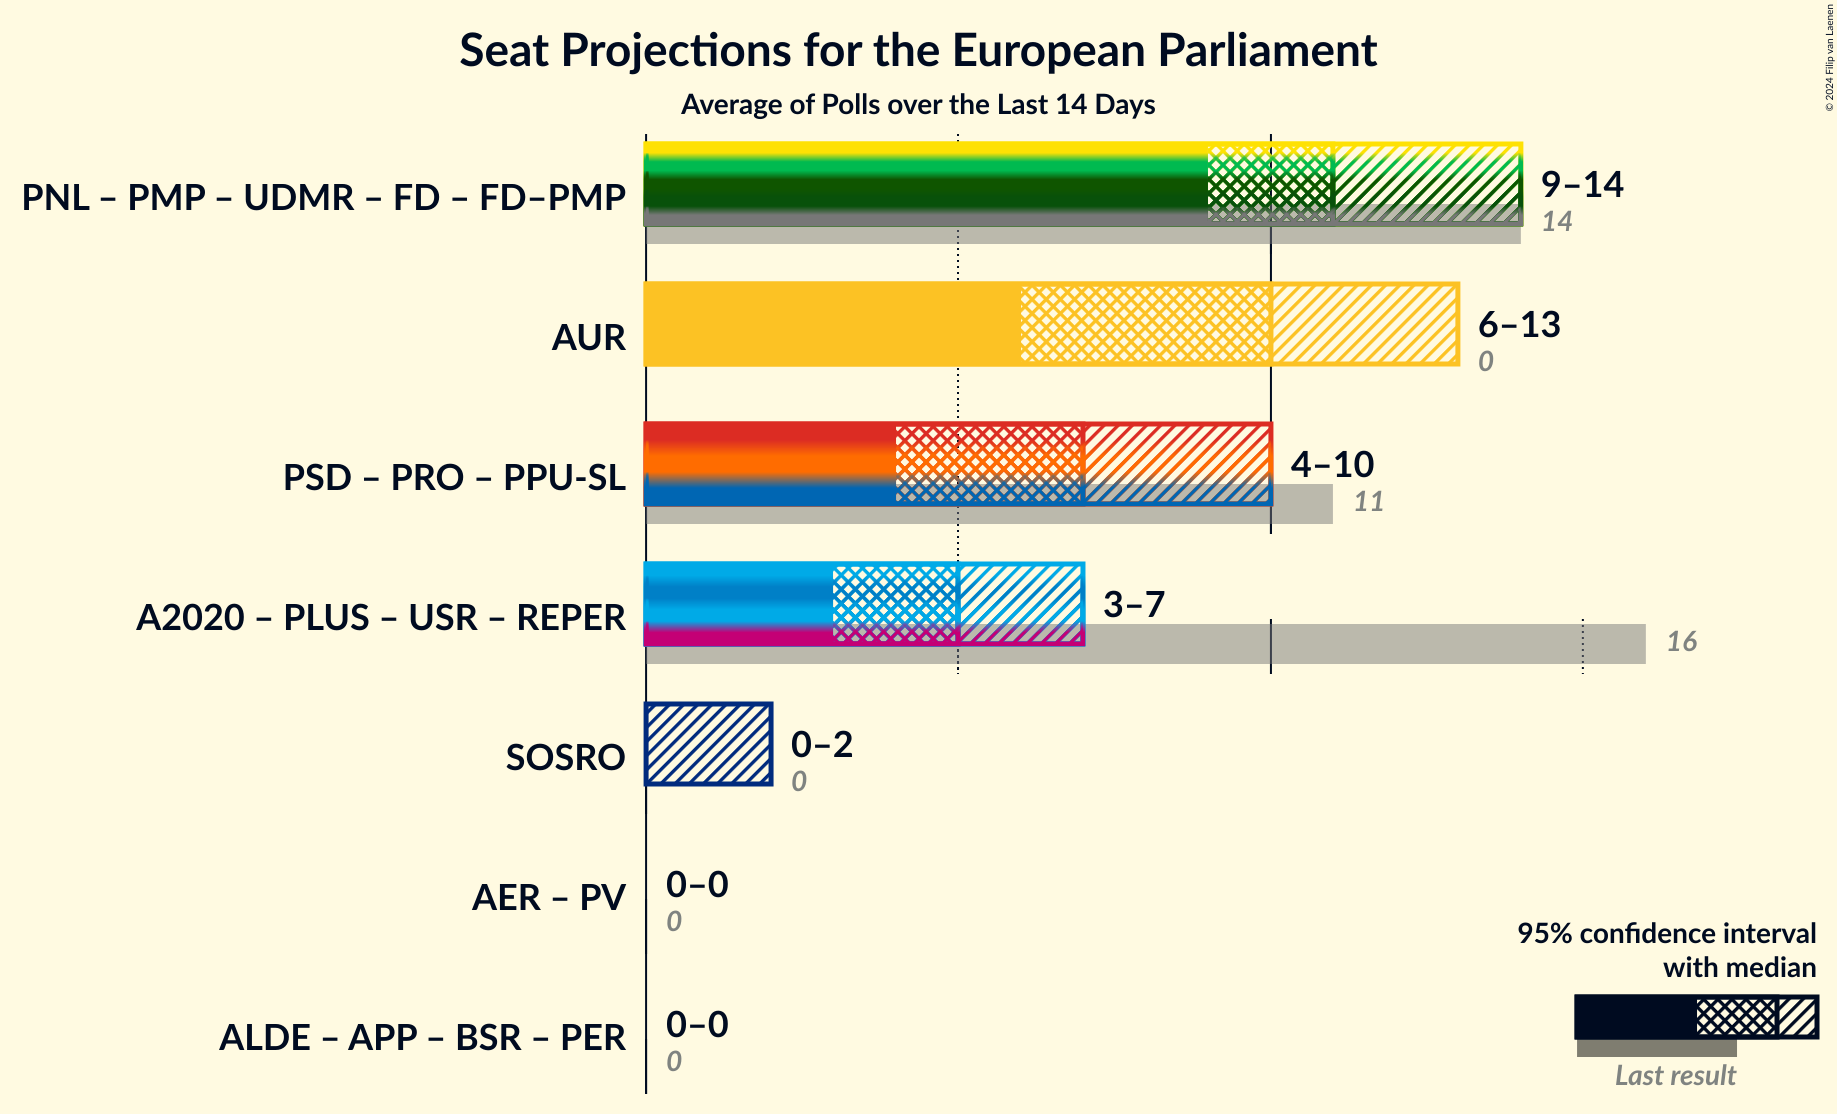 Seat Projections for the European Parliament
Average of Polls over the Last 14 Days
© 2024 Filip van Laenen
PNL – PMP – UDMR – FD – FD–PMP
9–14
14
AUR
6–13
0
PSD – PRO – PPU-SL
4–10
11
A2020 – PLUS – USR – REPER
3–7
16
SOSRO
0–2
0
AER – PV
0–0
0
ALDE – APP – BSR – PER
0–0
0
95% confidence interval
with median
Last result